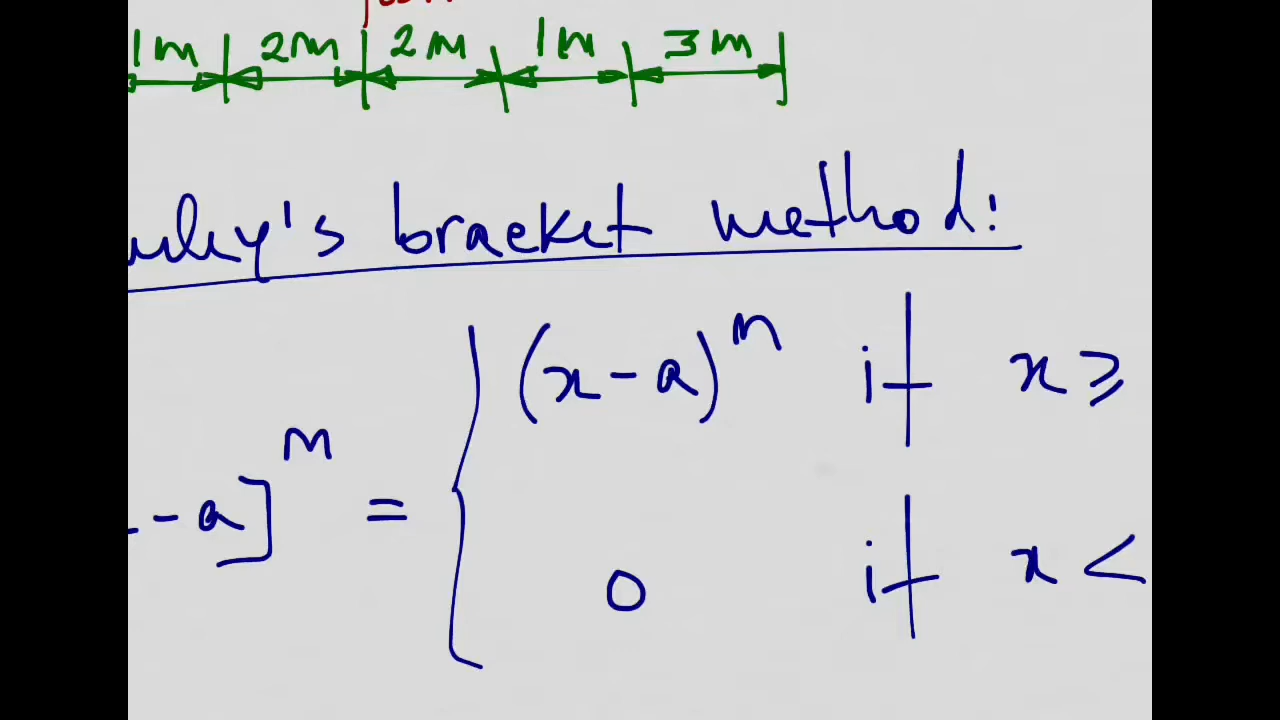 1m 2m 2m 1m 3m
bracket method:
(x-a)^n if x ≥
-a]^n =
0 if x <